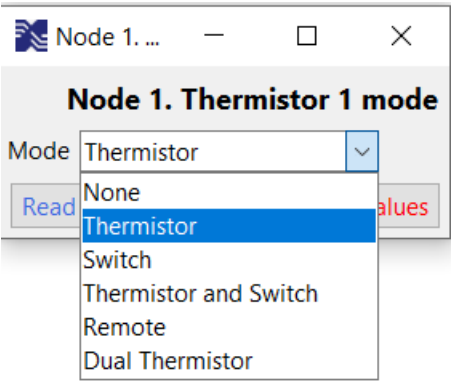 Node 1. ...
Node 1. Thermistor 1 mode
Mode Thermistor
None
Read alues
Thermistor
Switch
Thermistor and Switch
Remote
Dual Thermistor